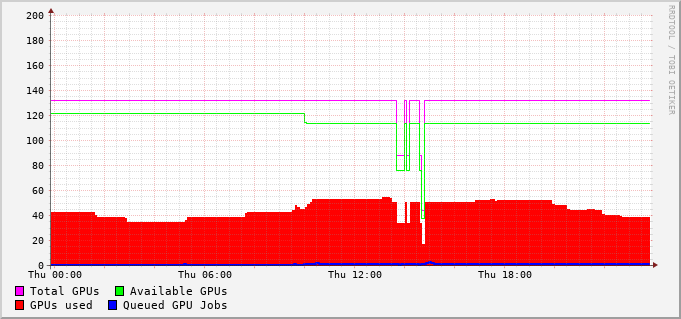 200
180
160
140
120
100
80
60
40
20
0
Thu 00:00 Thu 06:00 Thu 12:00 Thu 18:00
Total GPUs Available GPUs
GPUs used Queued GPU Jobs
RRDTOOL / TOBI OETIKER